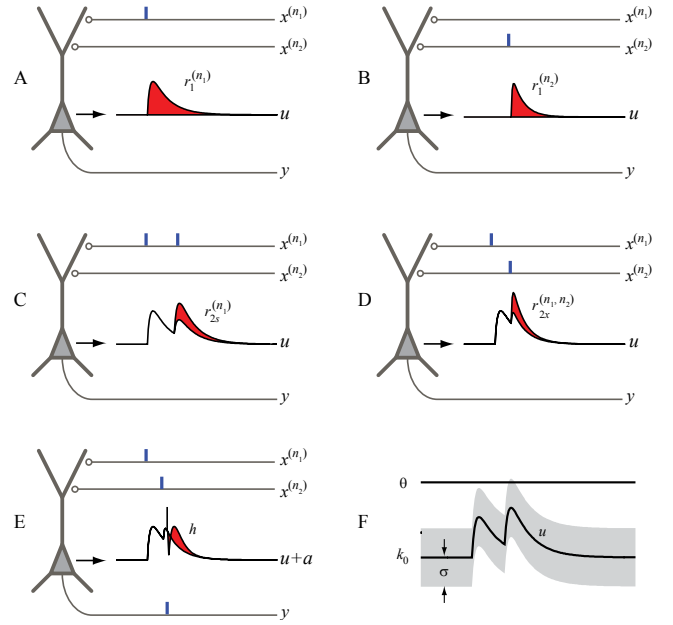 x^(n₁)
x^(n₂)
A
r₁^(n₁)
u
y
x^(n₁)
x^(n₂)
B
r₁^(n₂)
u
y
x^(n₁)
x^(n₂)
C
r₂ₛ^(n₁)
u
y
x^(n₁)
x^(n₂)
D
r₂ₓ^(n₁, n₂)
u
y
x^(n₁)
x^(n₂)
E
h
u+a
y
θ
F
u
k₀
σ